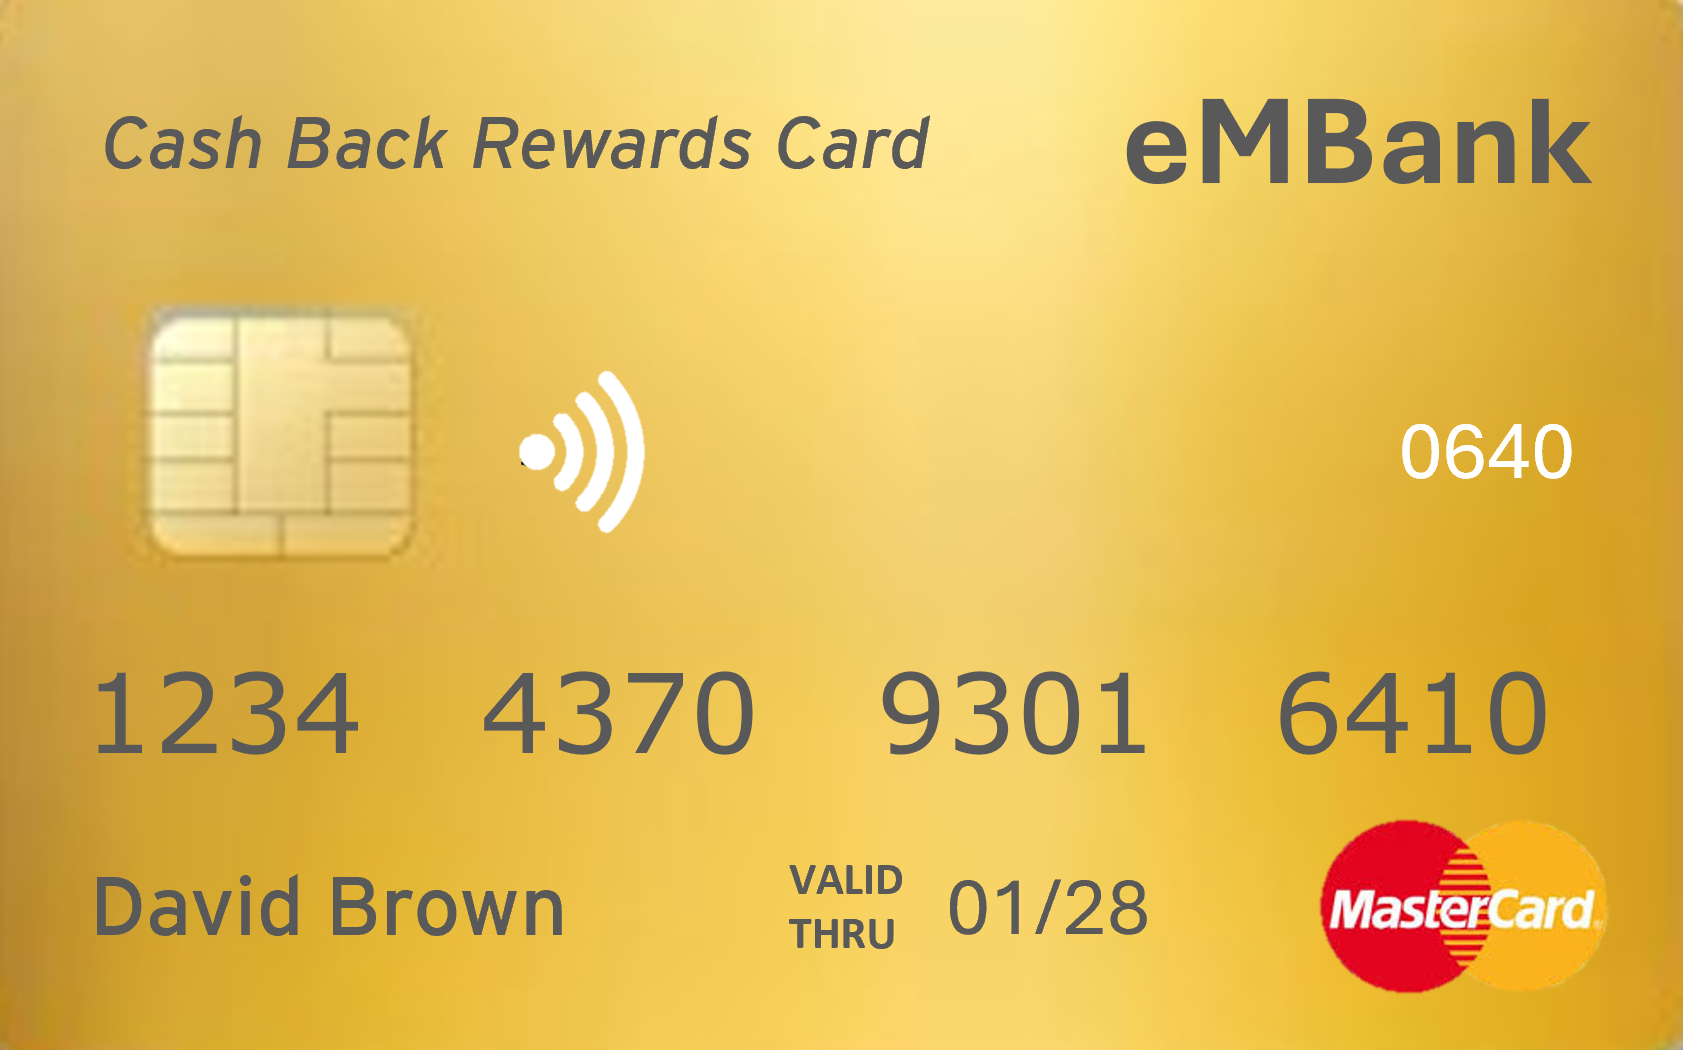 Cash Back Rewards Card
eMBank
0640
1234 4370 9301 6410
David Brown
VALID
THRU
01/28
MasterCard